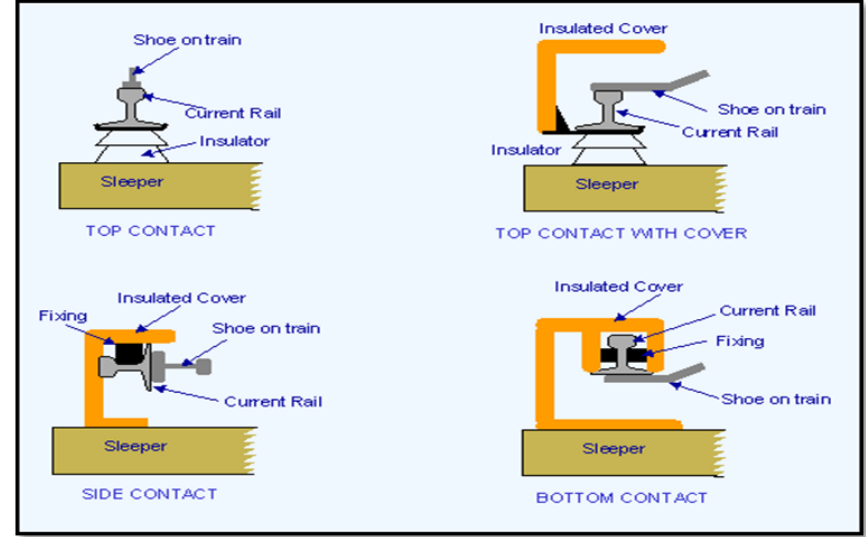 Shoe on train
Current Rail
Insulator
Sleeper
TOP CONTACT
Insulated Cover
Shoe on train
Current Rail
Insulator
Sleeper
TOP CONTACT WITH COVER
Insulated Cover
Fixing
Shoe on train
Current Rail
Sleeper
SIDE CONTACT
Insulated Cover
Current Rail
Fixing
Shoe on train
Sleeper
BOTTOM CONTACT